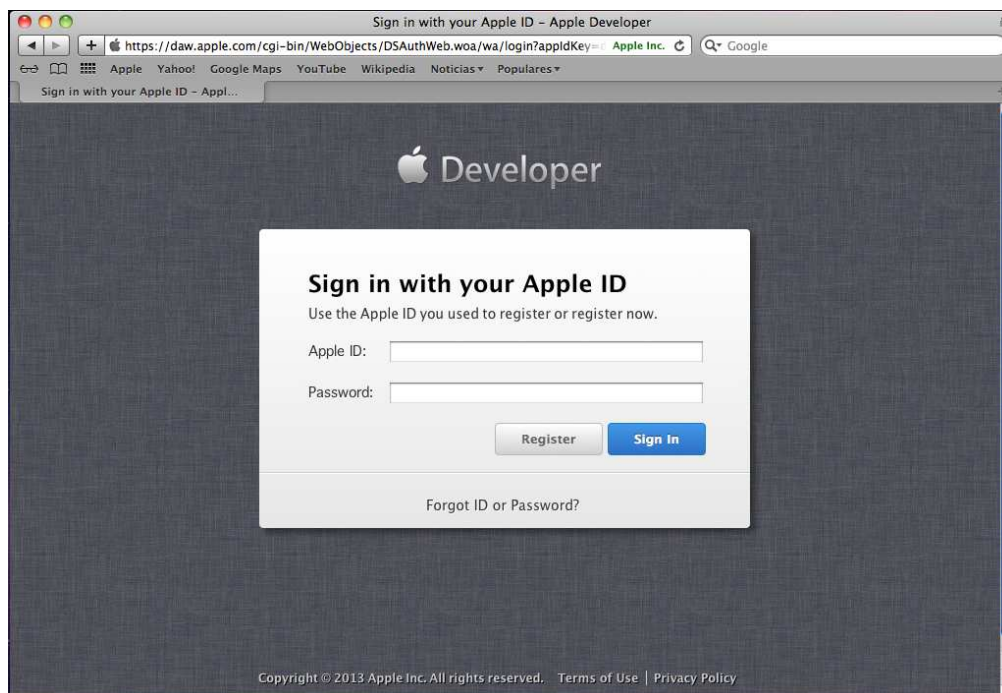 Sign in with your Apple ID – Apple Developer
https://daw.apple.com/cgi-bin/WebObjects/DSAuthWeb.woa/wa/login?appIdKey= Apple Inc. Google
Apple Yahoo! Google Maps YouTube Wikipedia Noticias Populares
Sign in with your Apple ID – Appl...
Developer
Sign in with your Apple ID
Use the Apple ID you used to register or register now.
Apple ID:
Password:
Register Sign In
Forgot ID or Password?
Copyright © 2013 Apple Inc. All rights reserved. Terms of Use | Privacy Policy